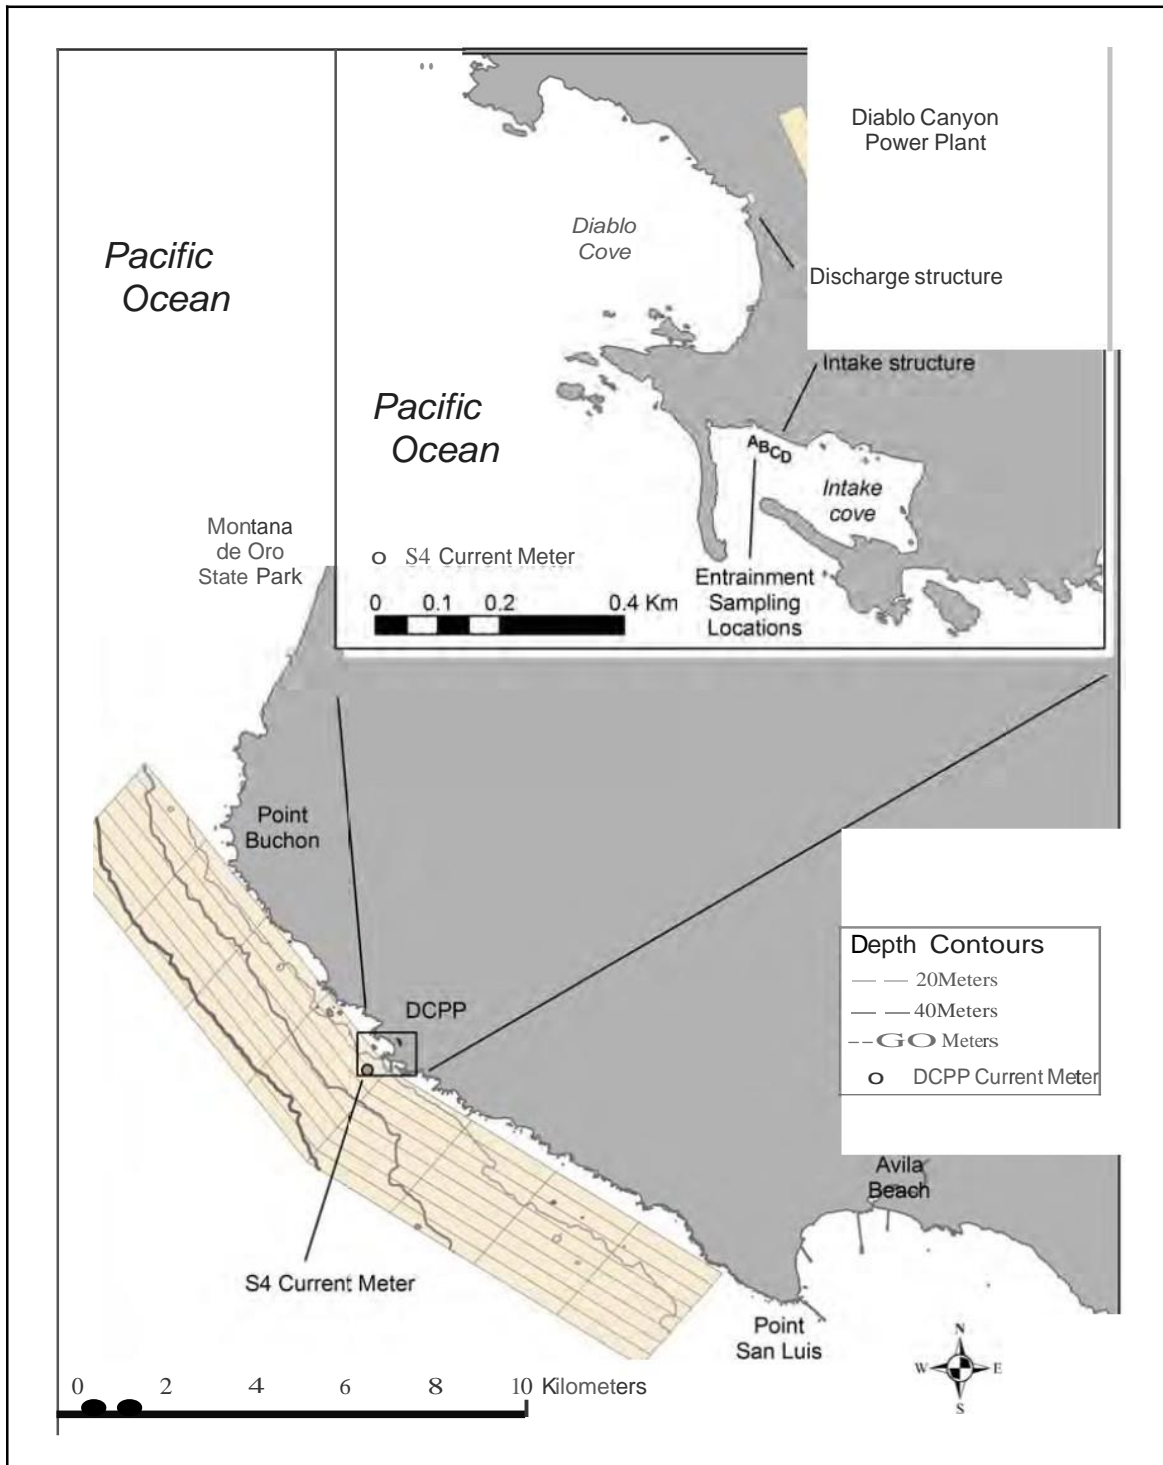 Diablo Canyon
Power Plant
Diablo
Cove
Pacific
Ocean
Discharge structure
Intake structure
Pacific
Ocean
A B C D
Intake
cove
Montana
de Oro
State Park
o S4 Current Meter
Entrainment
Sampling
Locations
0 0.1 0.2 0.4 Km
Point
Buchon
DCPP
Depth Contours
20Meters
40Meters
GO Meters
o DCPP Current Meter
Avila
Beach
S4 Current Meter
Point
San Luis
N
W E
S
0 2 4 6 8 10 Kilometers